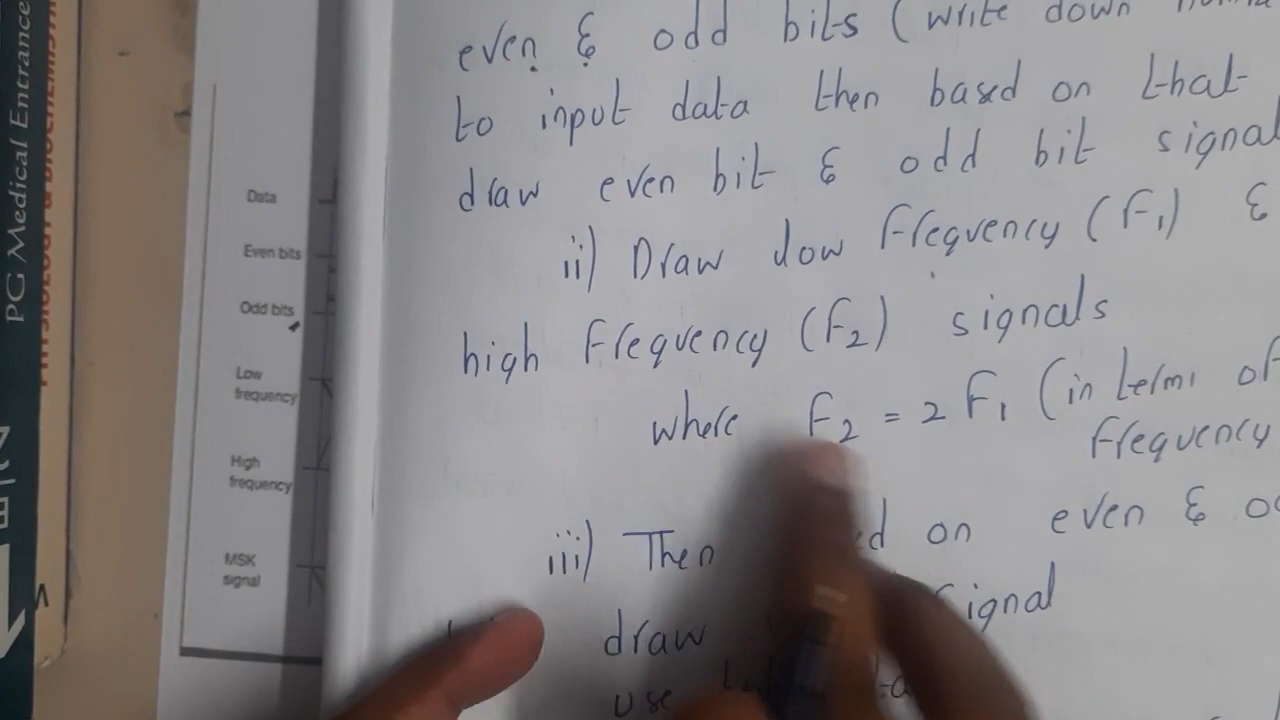 PG Medical Entrance
Data
Even bits
Odd bits
Low
frequency
High
frequency
MSK
signal
even & odd bits (write down
to input data then based on that
draw even bit & odd bit signal
ii) Draw low frequency (F1) &
high frequency (F2) signals
where F2 = 2 F1 (in terms of
frequency
iii) Then on even &
draw signal
use